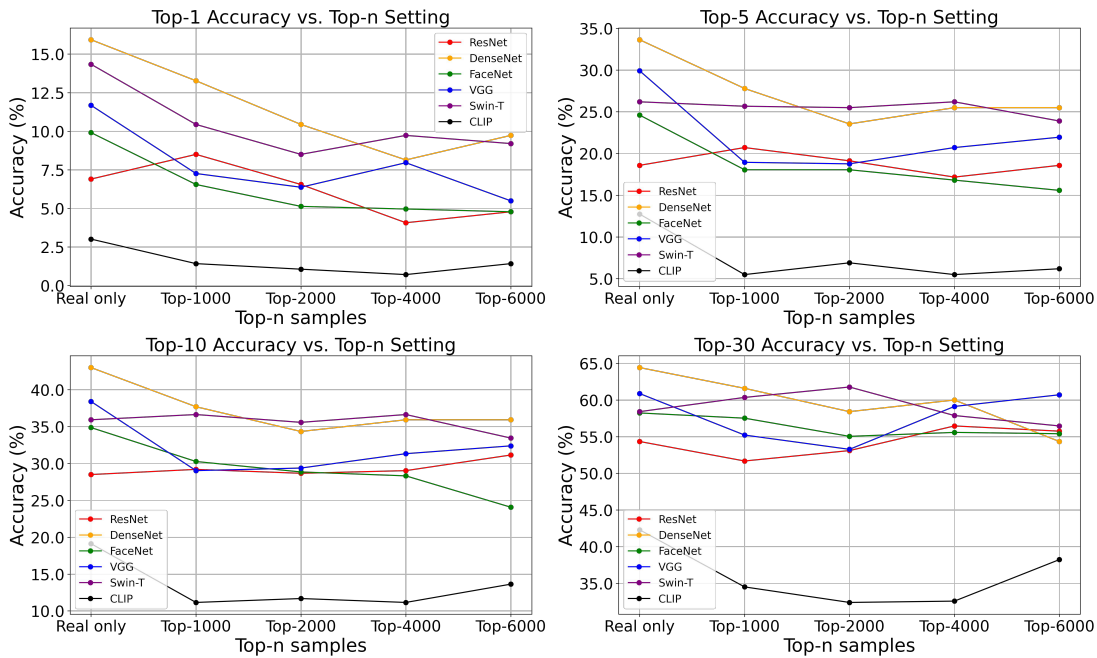 Top-1 Accuracy vs. Top-n Setting
Accuracy (%)
15.0
12.5
10.0
7.5
5.0
2.5
0.0
ResNet
DenseNet
FaceNet
VGG
Swin-T
CLIP
Real only Top-1000 Top-2000 Top-4000 Top-6000
Top-n samples
Top-5 Accuracy vs. Top-n Setting
Accuracy (%)
35.0
30.0
25.0
20.0
15.0
10.0
5.0
ResNet
DenseNet
FaceNet
VGG
Swin-T
CLIP
Real only Top-1000 Top-2000 Top-4000 Top-6000
Top-n samples
Top-10 Accuracy vs. Top-n Setting
Accuracy (%)
40.0
35.0
30.0
25.0
20.0
15.0
10.0
ResNet
DenseNet
FaceNet
VGG
Swin-T
CLIP
Real only Top-1000 Top-2000 Top-4000 Top-6000
Top-n samples
Top-30 Accuracy vs. Top-n Setting
Accuracy (%)
65.0
60.0
55.0
50.0
45.0
40.0
35.0
ResNet
DenseNet
FaceNet
VGG
Swin-T
CLIP
Real only Top-1000 Top-2000 Top-4000 Top-6000
Top-n samples